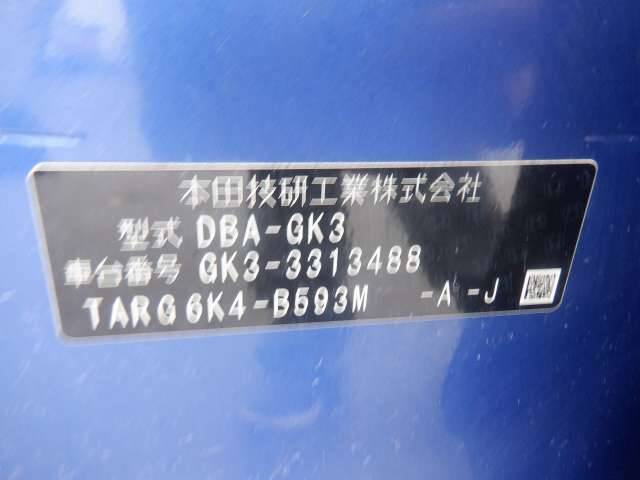 本田技研工業株式会社
型式 DBA-GK3
車台番号 GK3-3313488
TARG6K4-B593M -A -J